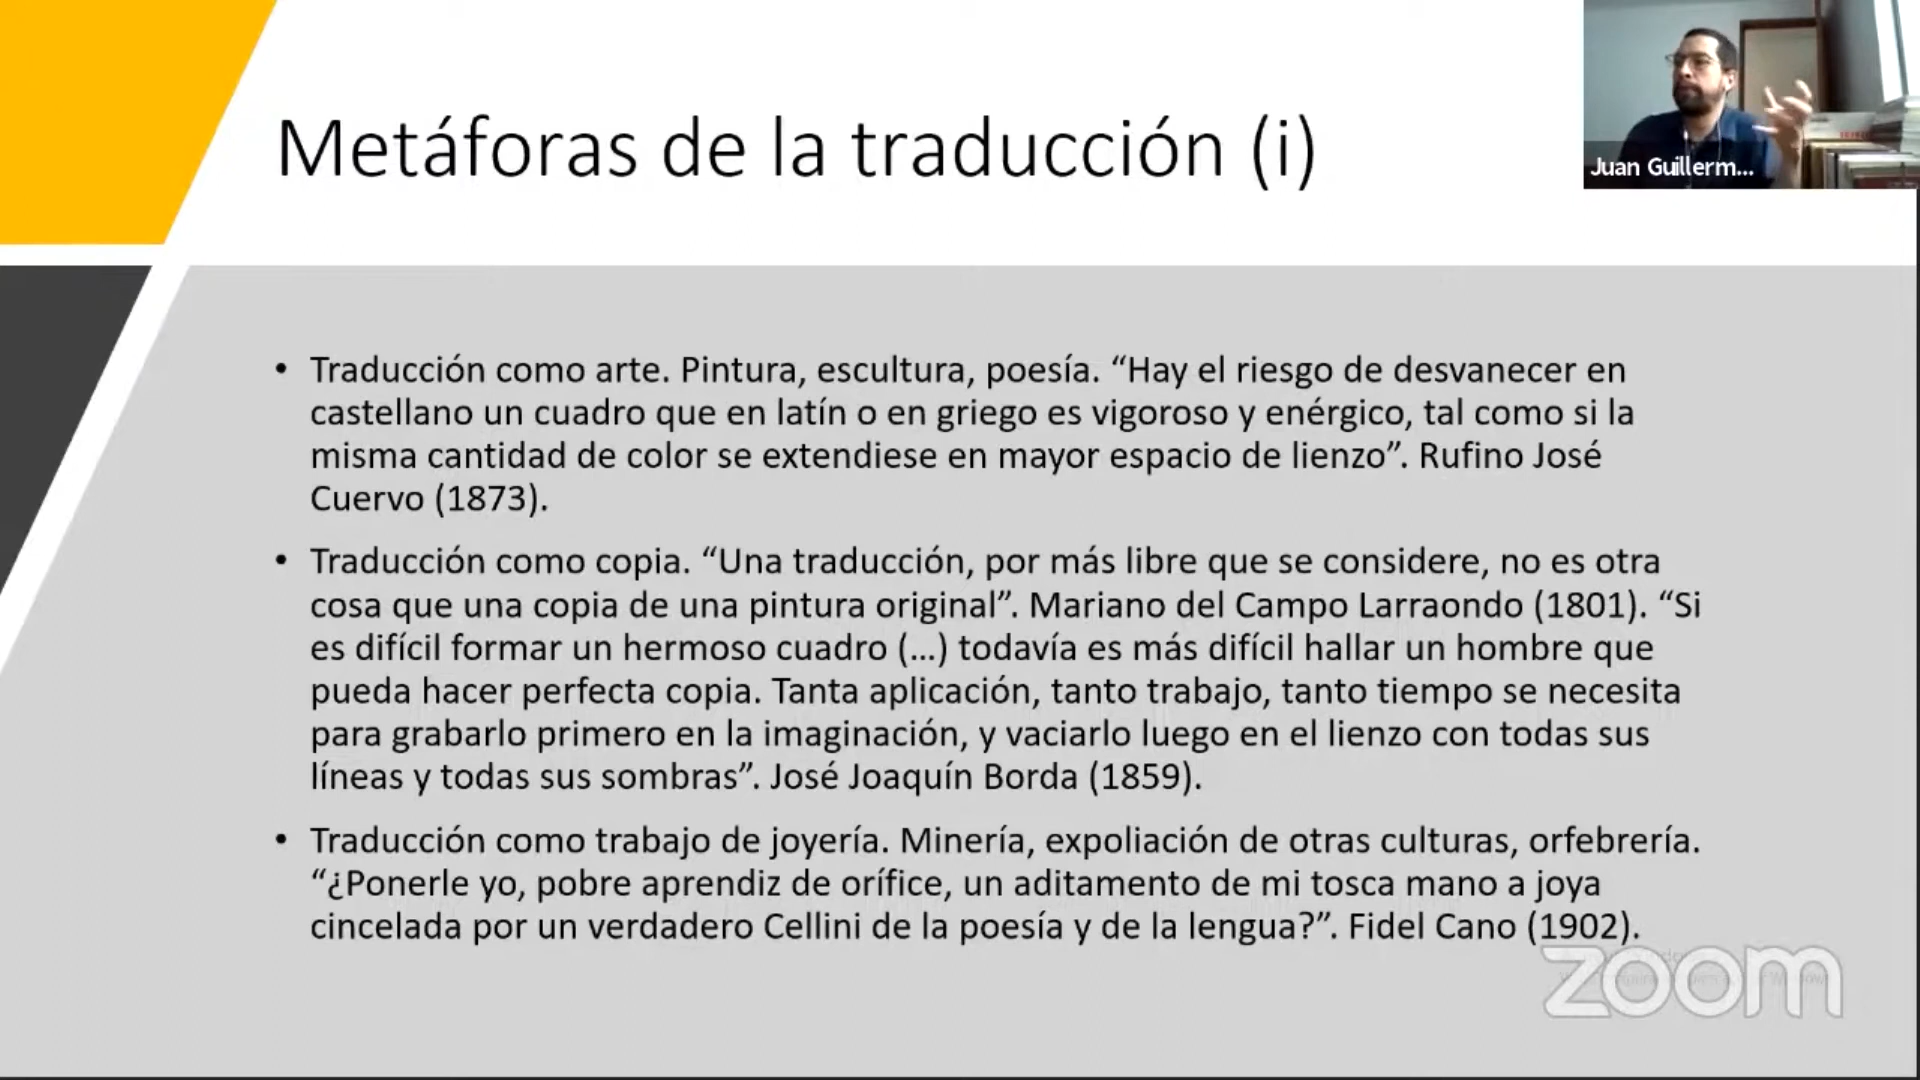 Metáforas de la traducción (i)
Juan Guillerm...
• Traducción como arte. Pintura, escultura, poesía. “Hay el riesgo de desvanecer en
castellano un cuadro que en latín o en griego es vigoroso y enérgico, tal como si la
misma cantidad de color se extendiese en mayor espacio de lienzo”. Rufino José
Cuervo (1873).
• Traducción como copia. “Una traducción, por más libre que se considere, no es otra
cosa que una copia de una pintura original”. Mariano del Campo Larraondo (1801). “Si
es difícil formar un hermoso cuadro (...) todavía es más difícil hallar un hombre que
pueda hacer perfecta copia. Tanta aplicación, tanto trabajo, tanto tiempo se necesita
para grabarlo primero en la imaginación, y vaciarlo luego en el lienzo con todas sus
líneas y todas sus sombras”. José Joaquín Borda (1859).
• Traducción como trabajo de joyería. Minería, expoliación de otras culturas, orfebrería.
“¿Ponerle yo, pobre aprendiz de orífice, un aditamento de mi tosca mano a joya
cincelada por un verdadero Cellini de la poesía y de la lengua?”. Fidel Cano (1902).
zoom